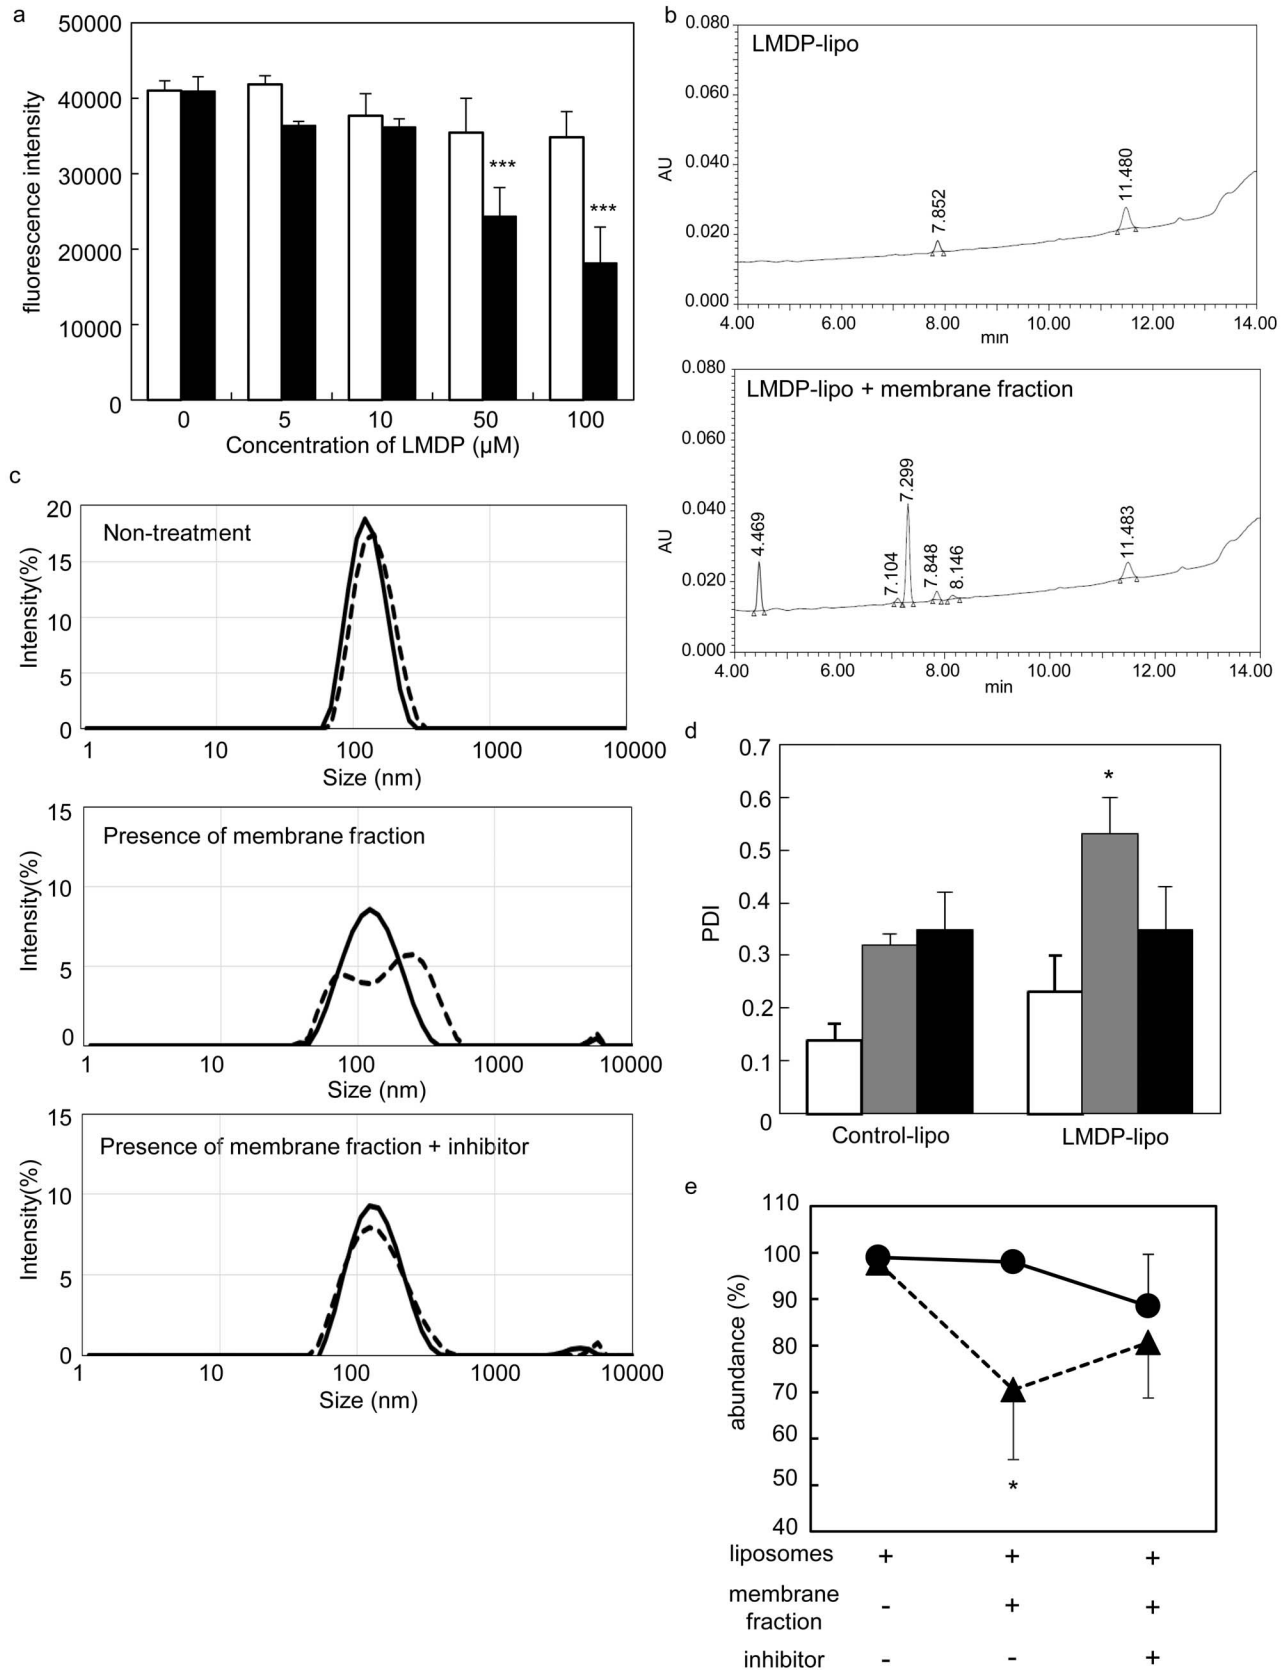 a
50000
40000
30000
20000
10000
0
fluorescence intensity
***
***
0 5 10 50 100
Concentration of LMDP (µM)
b
LMDP-lipo
0.080
0.060
0.040
0.020
0.000
AU
7.852
11.480
4.00 6.00 8.00 10.00 12.00 14.00
min
LMDP-lipo + membrane fraction
0.080
0.060
0.040
0.020
0.000
AU
4.469
7.104
7.299
7.848
8.146
11.483
4.00 6.00 8.00 10.00 12.00 14.00
min
c
Non-treatment
20
15
10
5
0
Intensity(%)
1 10 100 1000 10000
Size (nm)
Presence of membrane fraction
15
10
5
0
Intensity(%)
1 10 100 1000 10000
Size (nm)
Presence of membrane fraction + inhibitor
15
10
5
0
Intensity(%)
1 10 100 1000 10000
Size (nm)
d
0.7
0.6
0.5
0.4
0.3
0.2
0.1
0
PDI
*
Control-lipo LMDP-lipo
e
110
100
90
80
70
60
50
40
abundance (%)
*
liposomes + + +
membrane
fraction - + +
inhibitor - - +